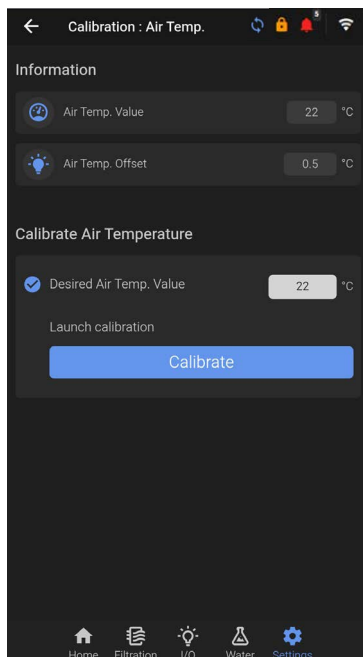 Calibration : Air Temp.
5
Information
Air Temp. Value 22 °C
Air Temp. Offset 0.5 °C
Calibrate Air Temperature
Desired Air Temp. Value 22 °C
Launch calibration
Calibrate
Home Filtration I/O Water Settings